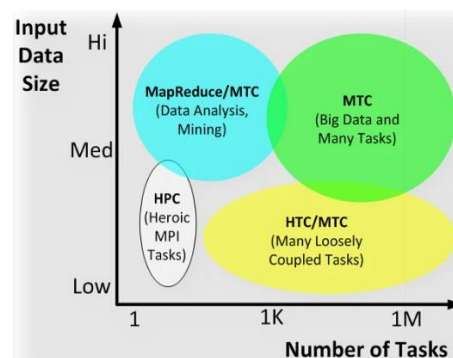 Input
Data
Size
Hi
Med
Low
MapReduce/MTC
(Data Analysis,
Mining)
MTC
(Big Data and
Many Tasks)
HPC
(Heroic
MPI
Tasks)
HTC/MTC
(Many Loosely
Coupled Tasks)
1
1K
1M
Number of Tasks